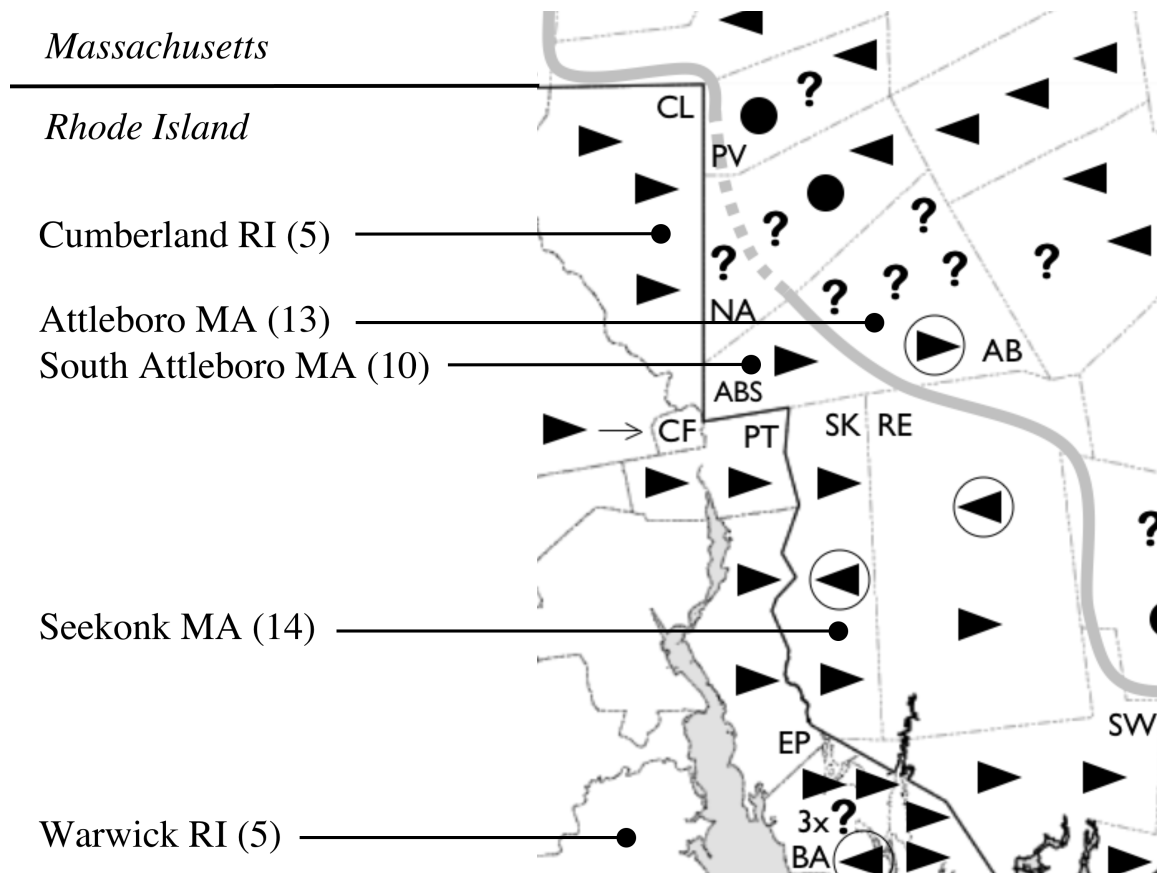 Massachusetts
Rhode Island
CL
?
PV
Cumberland RI (5)
?
?
?
?
?
?
?
Attleboro MA (13)
NA
South Attleboro MA (10)
AB
ABS
CF
PT
SK
RE
?
Seekonk MA (14)
SW
EP
3x ?
Warwick RI (5)
BA